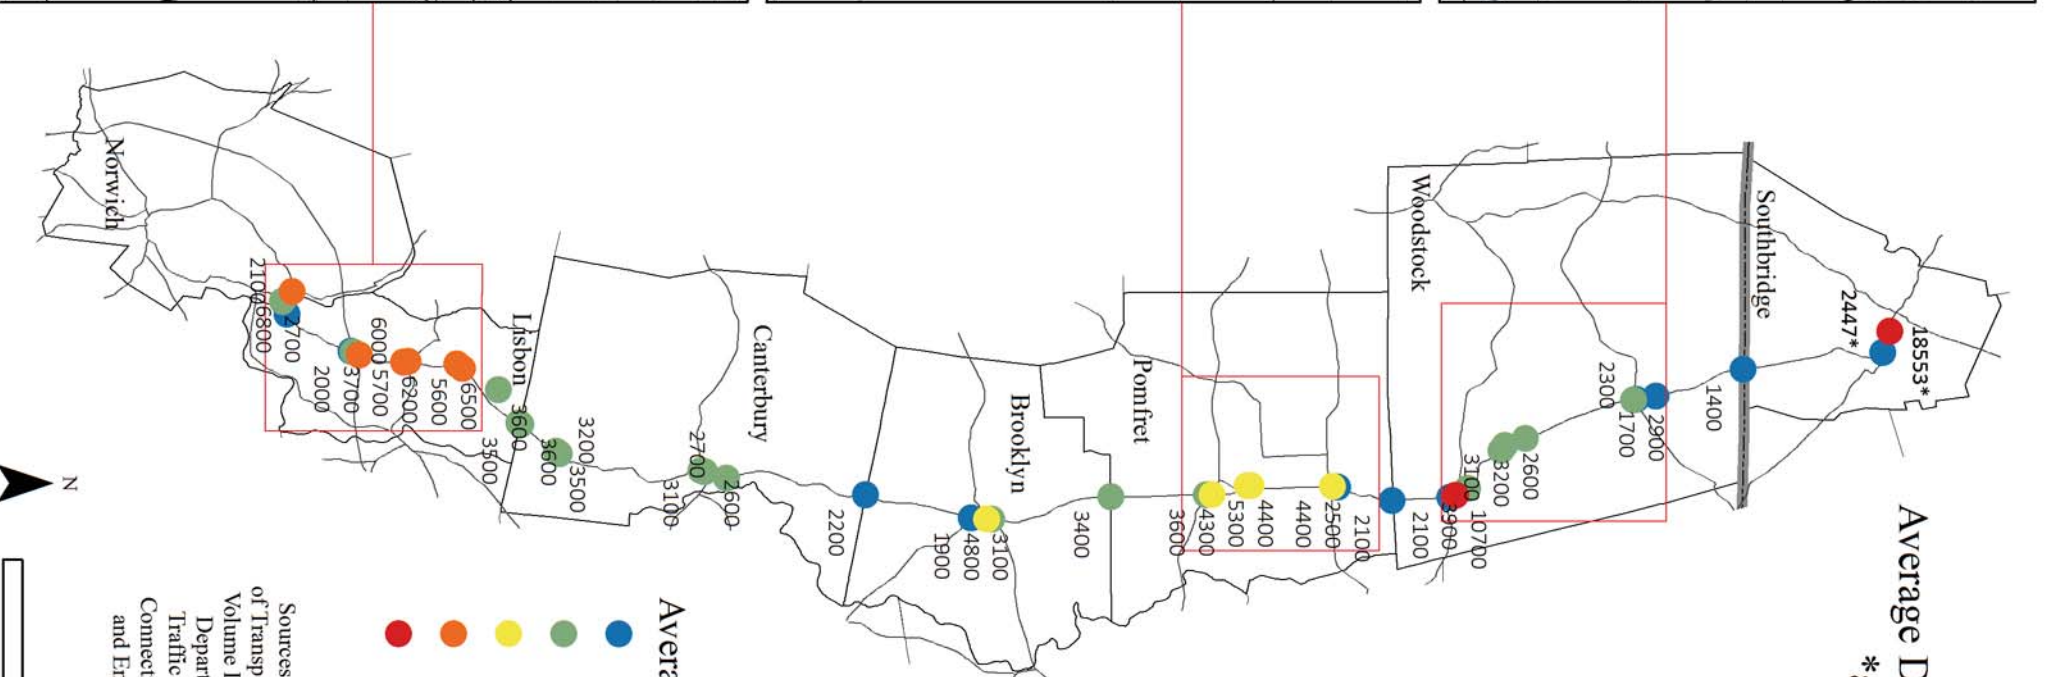 Norwich
2100
6800
2700
2000
3700
6000
5700
6200
5600
6500
Lisbon
3500
3600
3600
3200
3500
Canterbury
2700
3100
2600
2200
Brooklyn
1900
4800
3100
3400
Pomfret
3600
4300
5300
4400
4400
2500
2100
Woodstock
2100
3900
3100
10700
3200
2600
2300
1700
2900
1400
Southbridge
2447*
18553*
N
Average D
*
Avera
Sources
of Transp
Volume
Depart
Traffic
Connect
and En